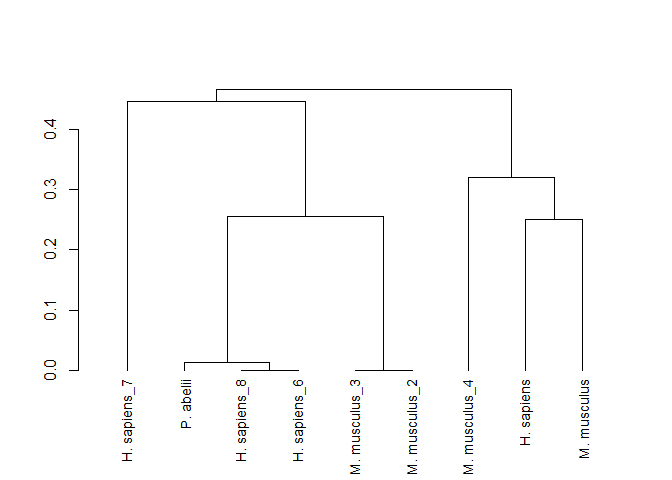 0.4
0.3
0.2
0.1
0.0
H. sapiens_7
P. abelii
H. sapiens_8
H. sapiens_6
M. musculus_3
M. musculus_2
M. musculus_4
H. sapiens
M. musculus